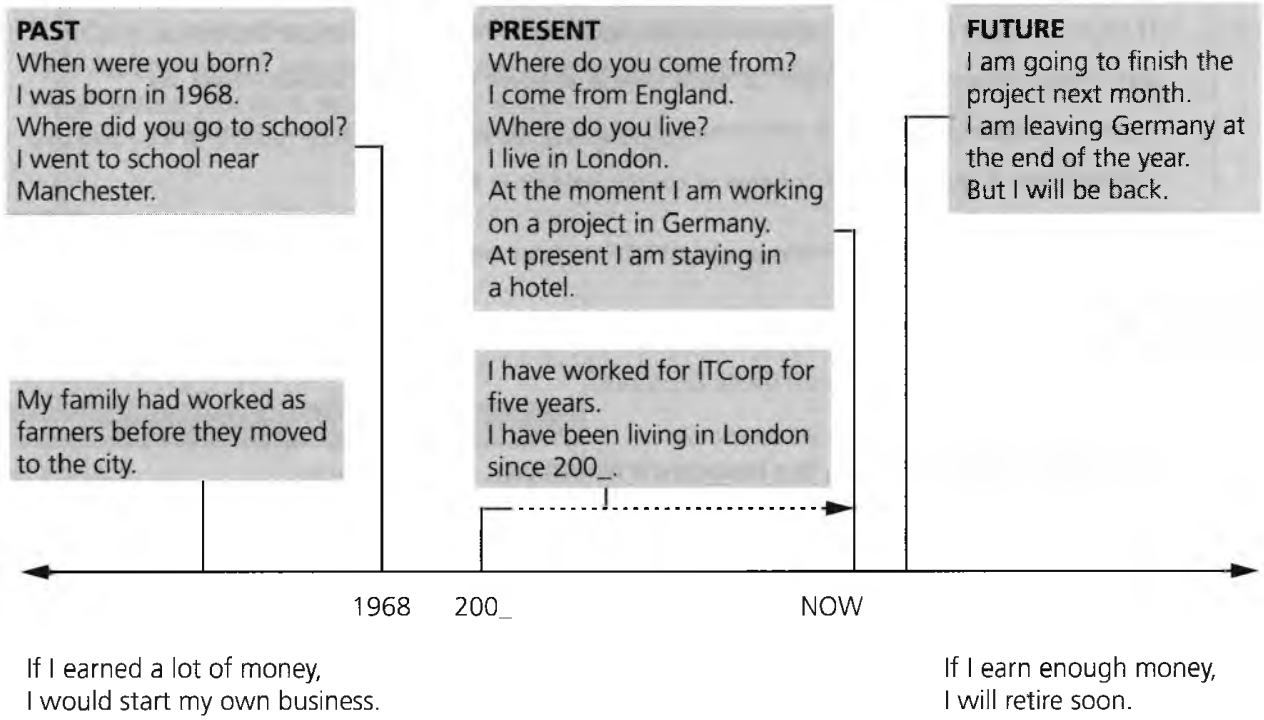 PAST
When were you born?
I was born in 1968.
Where did you go to school?
I went to school near
Manchester.
PRESENT
Where do you come from?
I come from England.
Where do you live?
I live in London.
At the moment I am working
on a project in Germany.
At present I am staying in
a hotel.
FUTURE
I am going to finish the
project next month.
I am leaving Germany at
the end of the year.
But I will be back.
My family had worked as
farmers before they moved
to the city.
I have worked for ITCorp for
five years.
I have been living in London
since 200_.
1968
200_
NOW
If I earned a lot of money,
I would start my own business.
If I earn enough money,
I will retire soon.